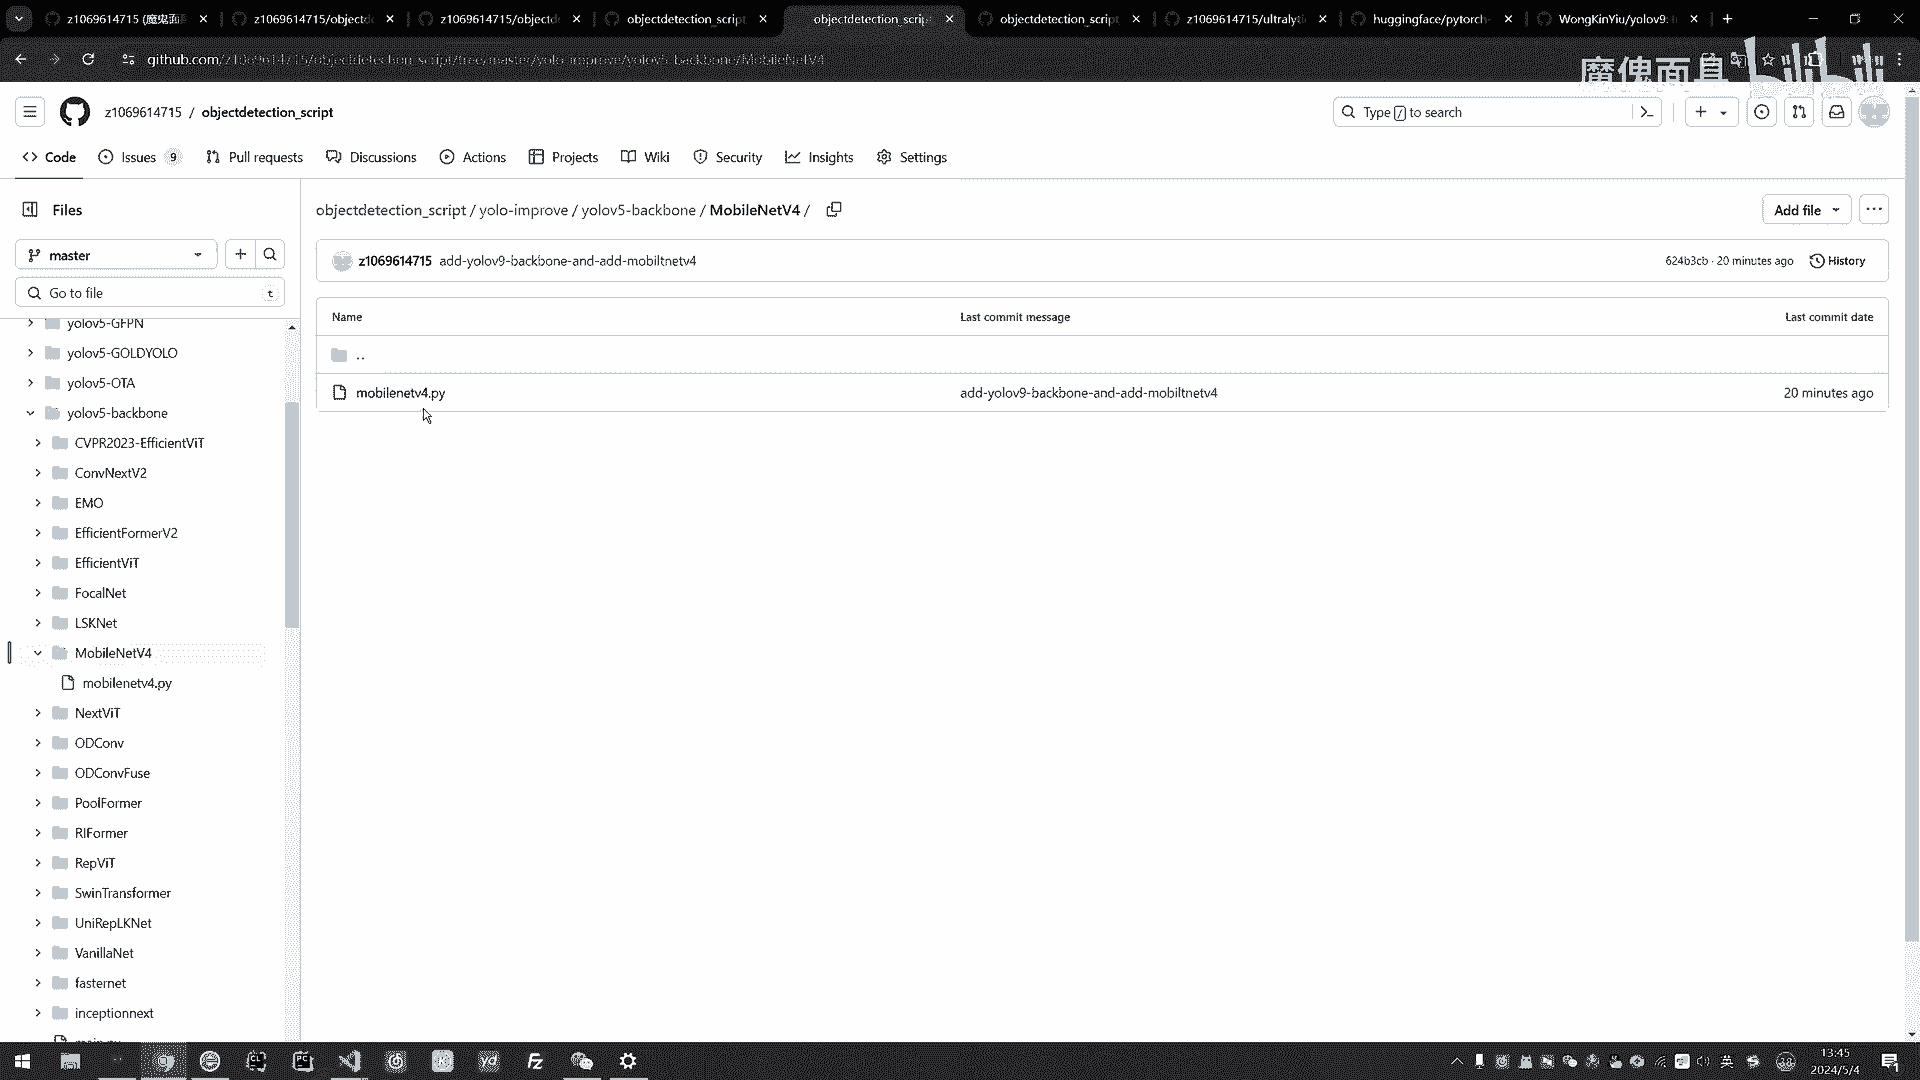 z1069614715 (魔鬼面
z1069614715/objectd
z1069614715/objectd
objectdetection_script
objectdetection_scrip
objectdetection_script
z1069614715/ultralyti
huggingface/pytorch-
WongKinYiu/yolov9:
github.com/z1069614715/objectdetection_script/tree/master/yolo-improve/yolov5-backbone/MobileNetV4
魔傀面具 bilibili
z1069614715 / objectdetection_script
Type / to search
Code Issues 9 Pull requests Discussions Actions Projects Wiki Security Insights Settings
Files
objectdetection_script / yolo-improve / yolov5-backbone / MobileNetV4 /
Add file
master
z1069614715 add-yolov9-backbone-and-add-mobiltnetv4
624b3cb · 20 minutes ago
History
Go to file t
Name Last commit message Last commit date
..
mobilenetv4.py add-yolov9-backbone-and-add-mobiltnetv4 20 minutes ago
yolov5-GFPN
yolov5-GOLDYOLO
yolov5-OTA
yolov5-backbone
CVPR2023-EfficientViT
ConvNextV2
EMO
EfficientFormerV2
EfficientViT
FocalNet
LSKNet
MobileNetV4
mobilenetv4.py
NextViT
ODConv
ODConvFuse
PoolFormer
RIFormer
RepViT
SwinTransformer
UniRepLKNet
VanillaNet
fasternet
inceptionnext
main.py
英
38
13:45
2024/5/4